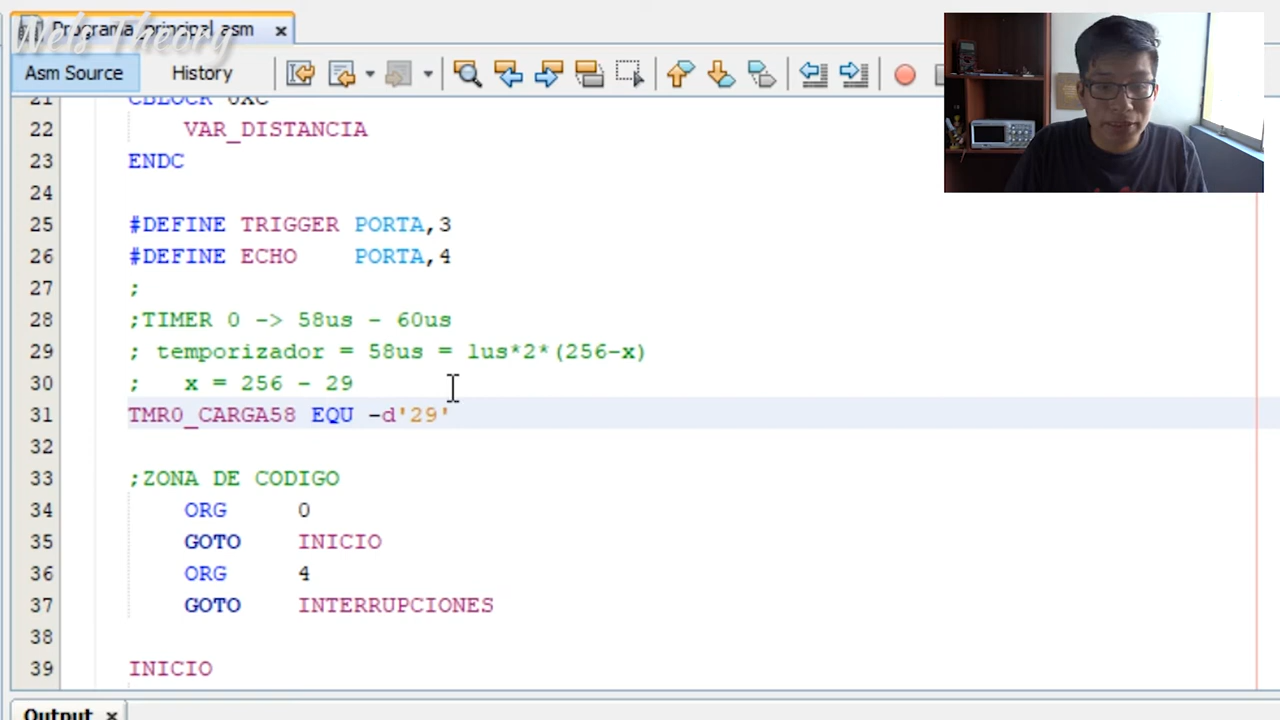 Programa_principal.asm ×
We's Theory
Asm Source History
21 CBLOCK 0XC
22 VAR_DISTANCIA
23 ENDC
24
25 #DEFINE TRIGGER PORTA,3
26 #DEFINE ECHO PORTA,4
27 ;
28 ;TIMER 0 -> 58us - 60us
29 ; temporizador = 58us = 1us*2*(256-x)
30 ; x = 256 - 29
31 TMR0_CARGA58 EQU -d'29'
32
33 ;ZONA DE CODIGO
34 ORG 0
35 GOTO INICIO
36 ORG 4
37 GOTO INTERRUPCIONES
38
39 INICIO
Output ×